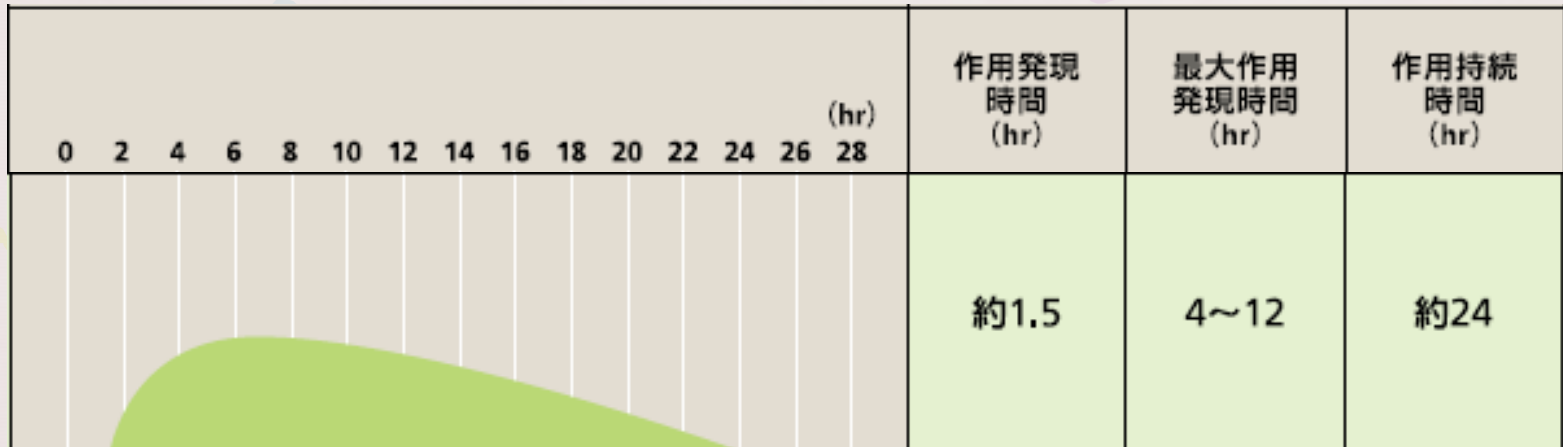 (hr)
0 2 4 6 8 10 12 14 16 18 20 22 24 26 28
作用発現
時間
(hr)
最大作用
発現時間
(hr)
作用持続
時間
(hr)
約1.5
4〜12
約24